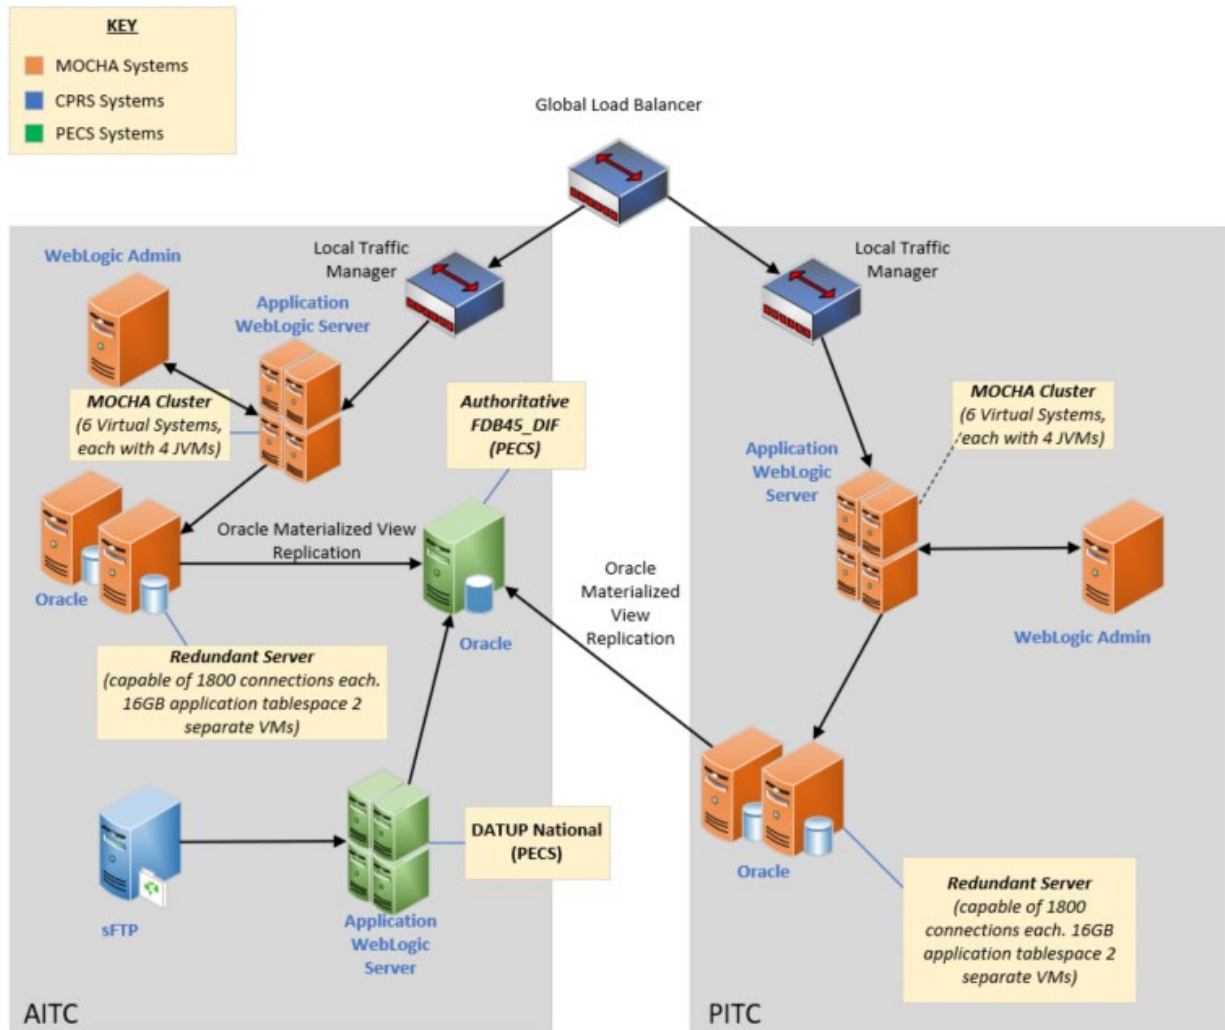 KEY
MOCHA Systems
CPRS Systems
PECS Systems
Global Load Balancer
WebLogic Admin
Local Traffic
Manager
Application
WebLogic Server
MOCHA Cluster
(6 Virtual Systems,
each with 4 JVMs)
Authoritative
FDB45_DIF
(PECS)
Oracle Materialized View
Replication
Oracle
Oracle
Redundant Server
(capable of 1800 connections each.
16GB application tablespace 2
separate VMs)
sFTP
DATUP National
(PECS)
Application
WebLogic
Server
AITC
Oracle
Materialized
View
Replication
Local Traffic
Manager
MOCHA Cluster
(6 Virtual Systems,
each with 4 JVMs)
Application
WebLogic
Server
WebLogic Admin
Oracle
Redundant Server
(capable of 1800
connections each. 16GB
application tablespace 2
separate VMs)
PITC